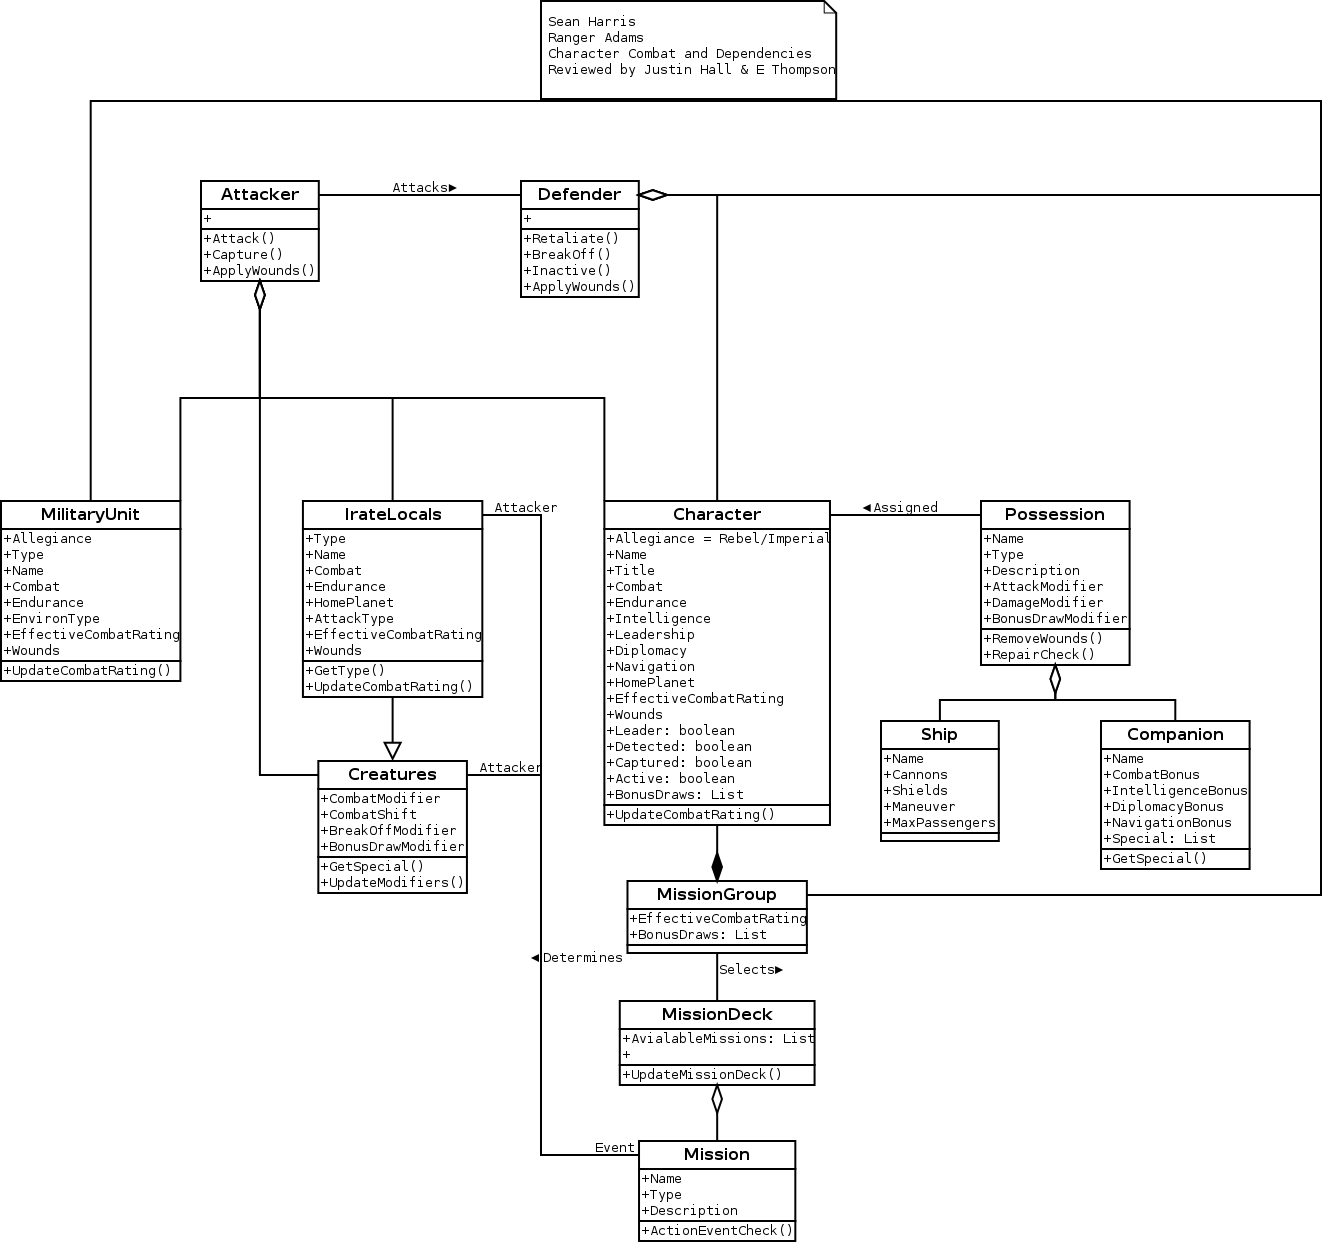 Sean Harris
Ranger Adams
Character Combat and Dependencies
Reviewed by Justin Hall & E Thompson
Attacker
+
+Attack()
+Capture()
+ApplyWounds()
Attacks►
Defender
+
+Retaliate()
+BreakOff()
+Inactive()
+ApplyWounds()
MilitaryUnit
+Allegiance
+Type
+Name
+Combat
+Endurance
+EnvironType
+EffectiveCombatRating
+Wounds
+UpdateCombatRating()
IrateLocals
+Type
+Name
+Combat
+Endurance
+HomePlanet
+AttackType
+EffectiveCombatRating
+Wounds
+GetType()
+UpdateCombatRating()
Attacker
Character
+Allegiance = Rebel/Imperial
+Name
+Title
+Combat
+Endurance
+Intelligence
+Leadership
+Diplomacy
+Navigation
+HomePlanet
+EffectiveCombatRating
+Wounds
+Leader: boolean
+Detected: boolean
+Captured: boolean
+Active: boolean
+BonusDraws: List
+UpdateCombatRating()
◄Assigned
Possession
+Name
+Type
+Description
+AttackModifier
+DamageModifier
+BonusDrawModifier
+RemoveWounds()
+RepairCheck()
Ship
+Name
+Cannons
+Shields
+Maneuver
+MaxPassengers
Companion
+Name
+CombatBonus
+IntelligenceBonus
+DiplomacyBonus
+NavigationBonus
+Special: List
+GetSpecial()
Creatures
+CombatModifier
+CombatShift
+BreakOffModifier
+BonusDrawModifier
+GetSpecial()
+UpdateModifiers()
Attacker
MissionGroup
+EffectiveCombatRating
+BonusDraws: List
◄Determines
Selects►
MissionDeck
+AvialableMissions: List
+
+UpdateMissionDeck()
Event
Mission
+Name
+Type
+Description
+ActionEventCheck()